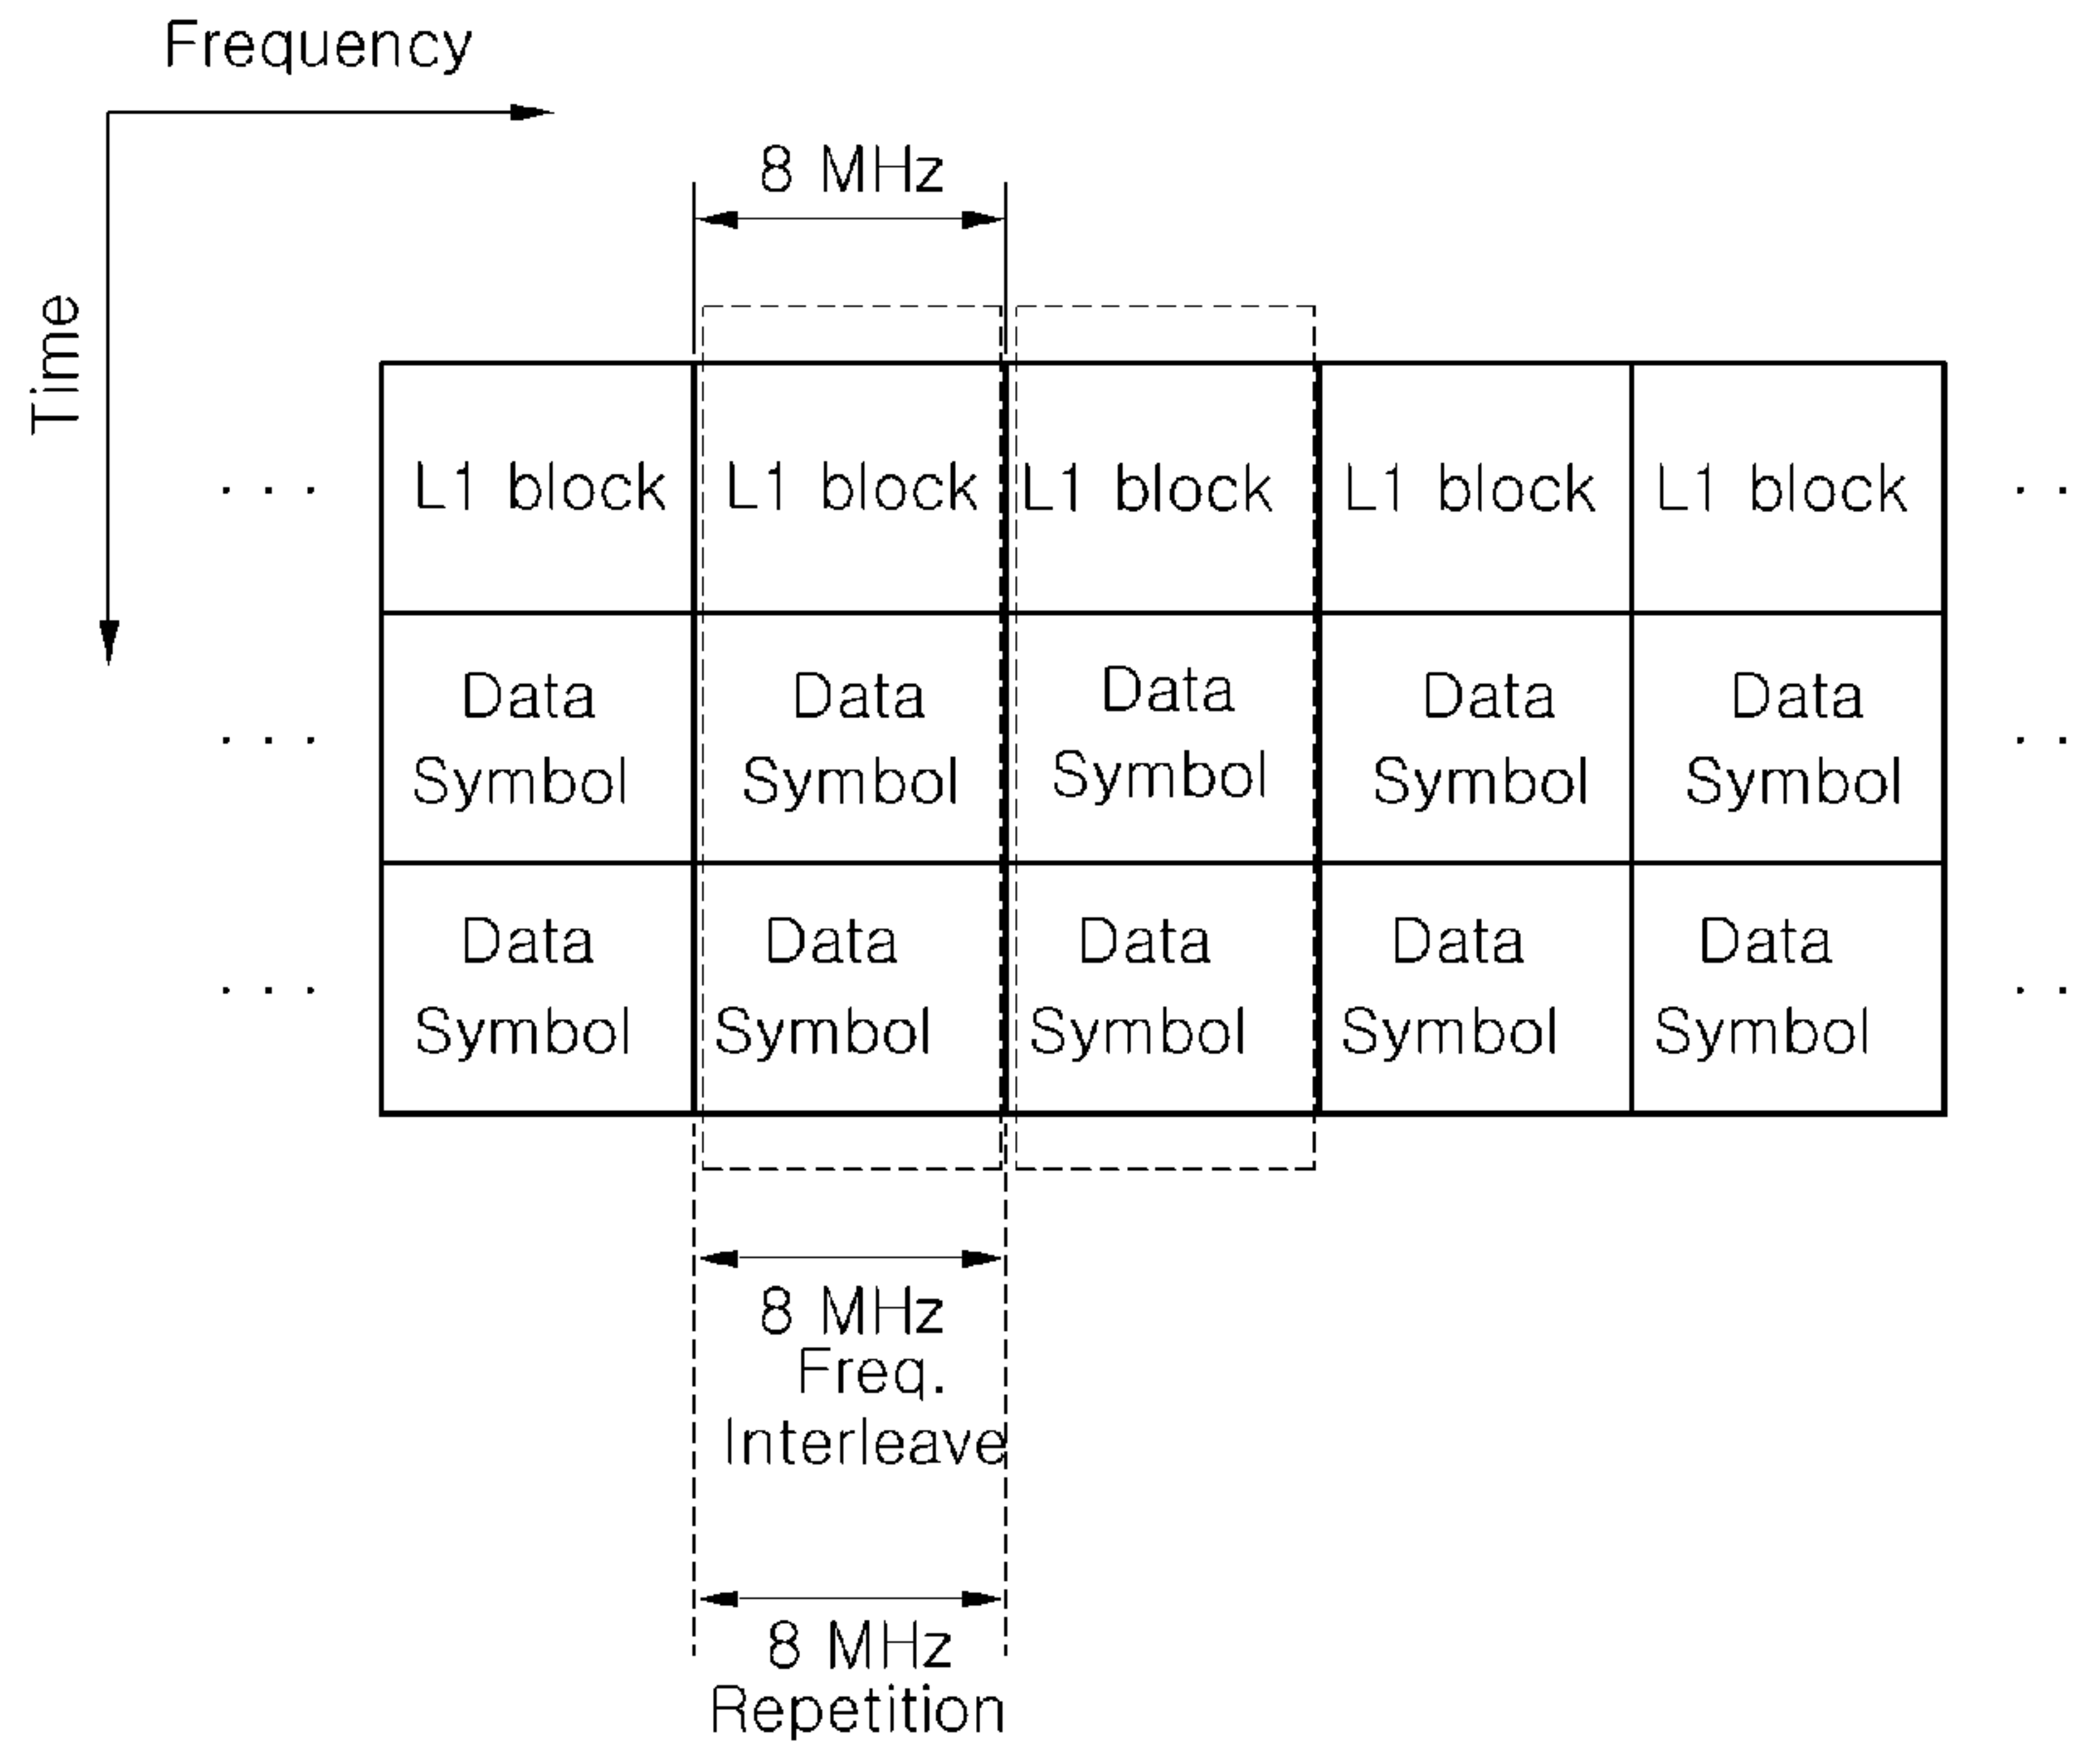 Frequency
8 MHz
Time
. . . L1 block L1 block L1 block L1 block L1 block . .
Data Data Data Data Data
. . . Symbol Symbol Symbol Symbol Symbol . .
Data Data Data Data Data
. . . Symbol Symbol Symbol Symbol Symbol . .
8 MHz
Freq.
Interleave
8 MHz
Repetition